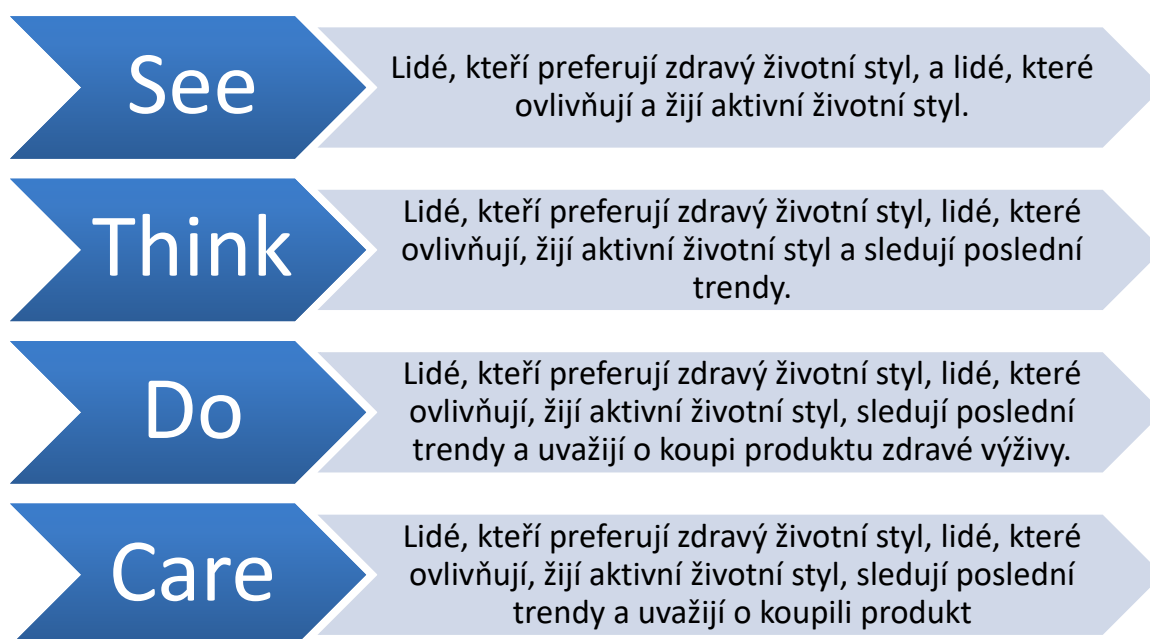 See
Lidé, kteří preferují zdravý životní styl, a lidé, které
ovlivňují a žijí aktivní životní styl.
Think
Lidé, kteří preferují zdravý životní styl, lidé, které
ovlivňují, žijí aktivní životní styl a sledují poslední
trendy.
Do
Lidé, kteří preferují zdravý životní styl, lidé, které
ovlivňují, žijí aktivní životní styl, sledují poslední
trendy a uvažijí o koupi produktu zdravé výživy.
Care
Lidé, kteří preferují zdravý životní styl, lidé, které
ovlivňují, žijí aktivní životní styl, sledují poslední
trendy a uvažijí o koupili produkt